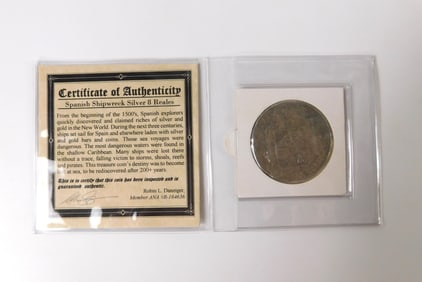 Certificate of Authenticity
Spanish Shipwreck Silver 8 Reales
From the beginning of the 1500's, Spanish explorers
quickly discovered and claimed riches of silver and
gold in the New World. During the next three centuries,
ships set sail for Spain and elsewhere laden with silver
and gold bars and coins. Those sea voyages were
dangerous. The most dangerous waters were found in
the shallow Caribbean. Many ships were lost there
without a trace, falling victim to storms, shoals, reefs
and pirates. This treasure coin's destiny was to become
lost at sea, to be rediscovered after 200+ years.
This is to certify that this coin has been inspected and is
guaranteed authentic.
Robin L. Danziger
Member ANA